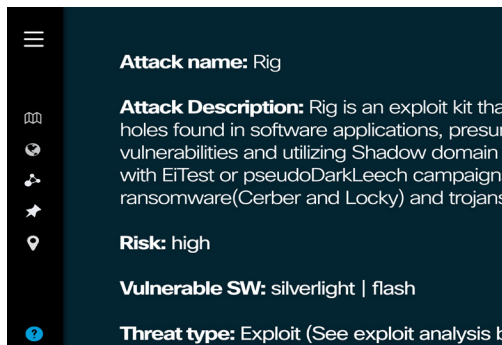 Attack name: Rig
Attack Description: Rig is an exploit kit tha
holes found in software applications, presu
vulnerabilities and utilizing Shadow domain
with EiTest or pseudoDarkLeech campaign
ransomware(Cerber and Locky) and trojans
Risk: high
Vulnerable SW: silverlight | flash
?
Threat type: Exploit (See exploit analysis b